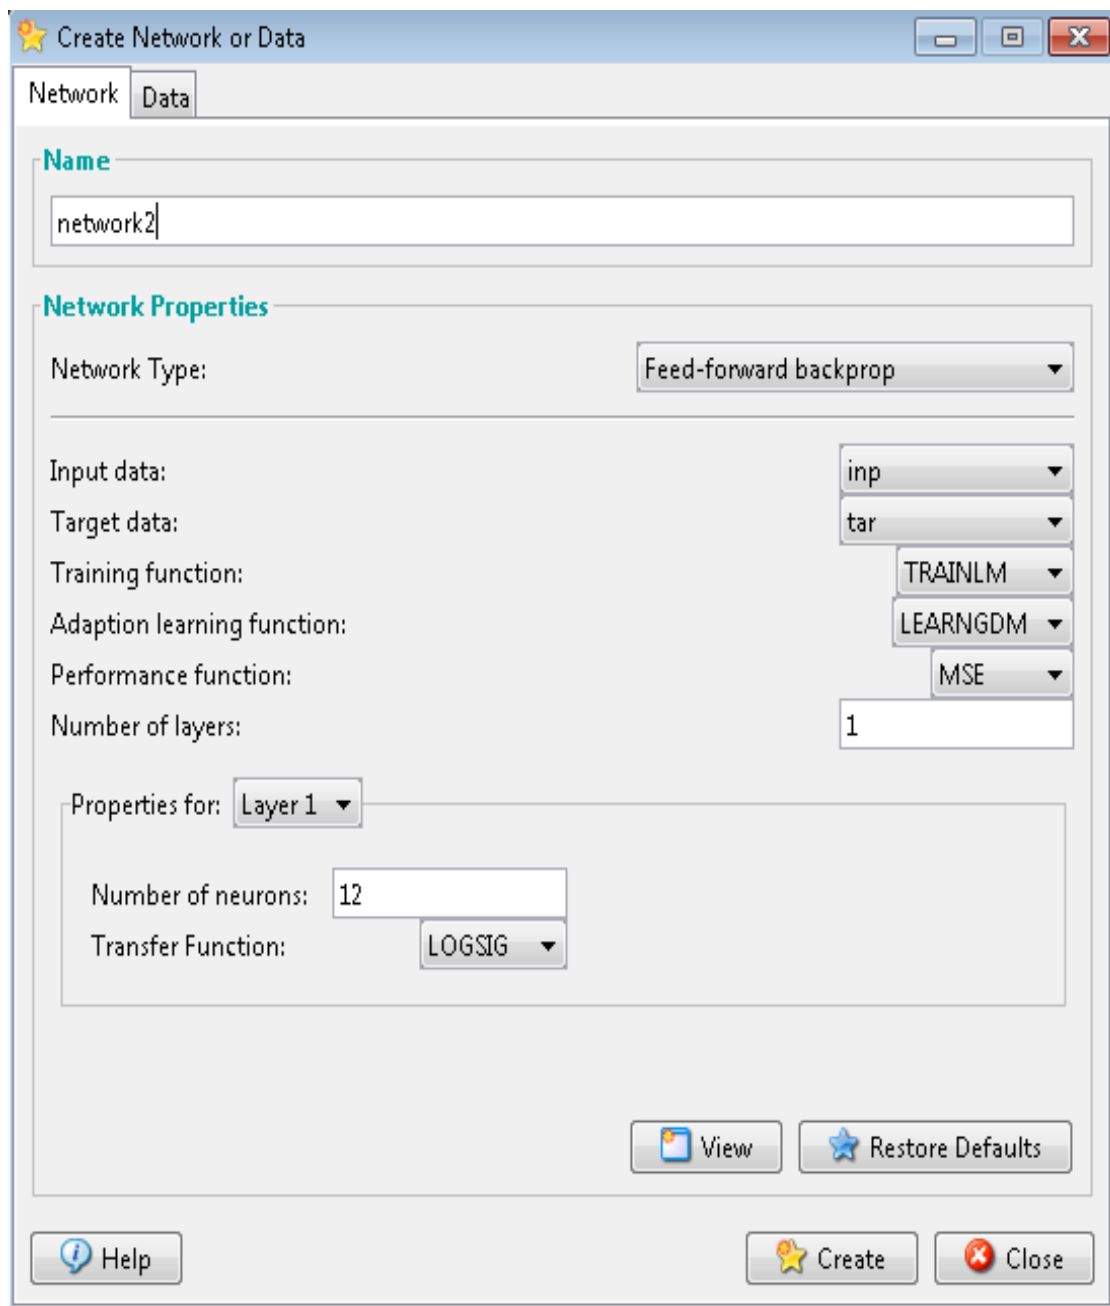 Create Network or Data
Network Data
Name
network2
Network Properties
Network Type: Feed-forward backprop
Input data: inp
Target data: tar
Training function: TRAINLM
Adaption learning function: LEARNGDM
Performance function: MSE
Number of layers: 1
Properties for: Layer 1
Number of neurons: 12
Transfer Function: LOGSIG
View Restore Defaults
Help Create Close